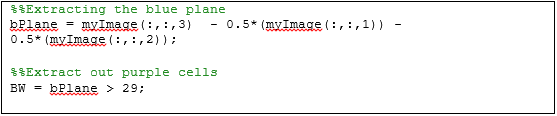 %%Extracting the blue plane
bPlane = myImage(:,:,3)  - 0.5*(myImage(:,:,1)) -
0.5*(myImage(:,:,2));
%%Extract out purple cells
BW = bPlane > 29;